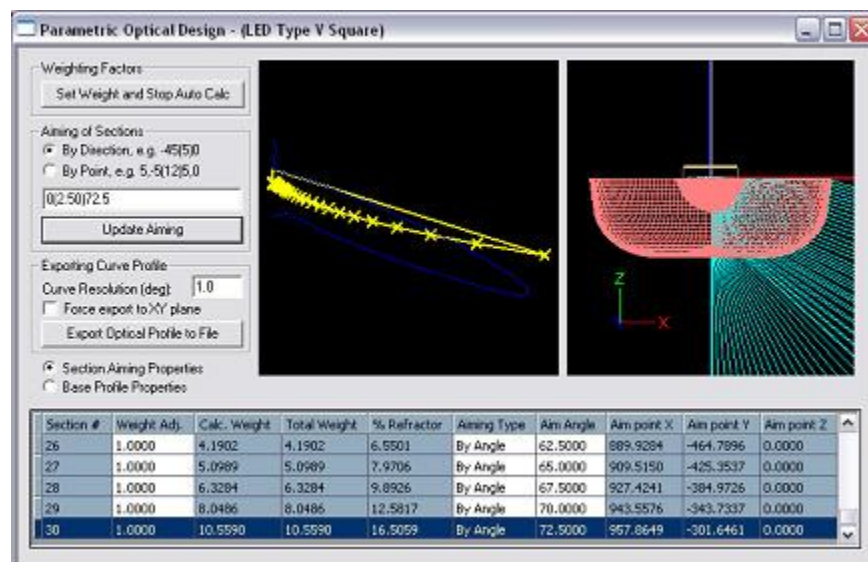 Parametric Optical Design - (LED Type V Square)
Weighting Factors
Set Weight and Stop Auto Calc
Aiming of Sections
By Direction, e.g. -45(5)0
By Point, e.g. 5,-5(12)5,0
0(2.50)72.5
Update Aiming
Exporting Curve Profile
Curve Resolution (deg): 1.0
Force export to XY plane
Export Optical Profile to File
Section Aiming Properties
Base Profile Properties
Z
X
Section # Weight Adj. Calc. Weight Total Weight % Refractor Aiming Type Aim Angle Aim point X Aim point Y Aim point Z
26 1.0000 4.1902 4.1902 6.5501 By Angle 62.5000 889.9284 -464.7896 0.0000
27 1.0000 5.0989 5.0989 7.9706 By Angle 65.0000 909.5150 -425.3537 0.0000
28 1.0000 6.3284 6.3284 9.8926 By Angle 67.5000 927.4241 -384.9726 0.0000
29 1.0000 8.0486 8.0486 12.5817 By Angle 70.0000 943.5576 -343.7337 0.0000
30 1.0000 10.5590 10.5590 16.5059 By Angle 72.5000 957.8649 -301.6461 0.0000